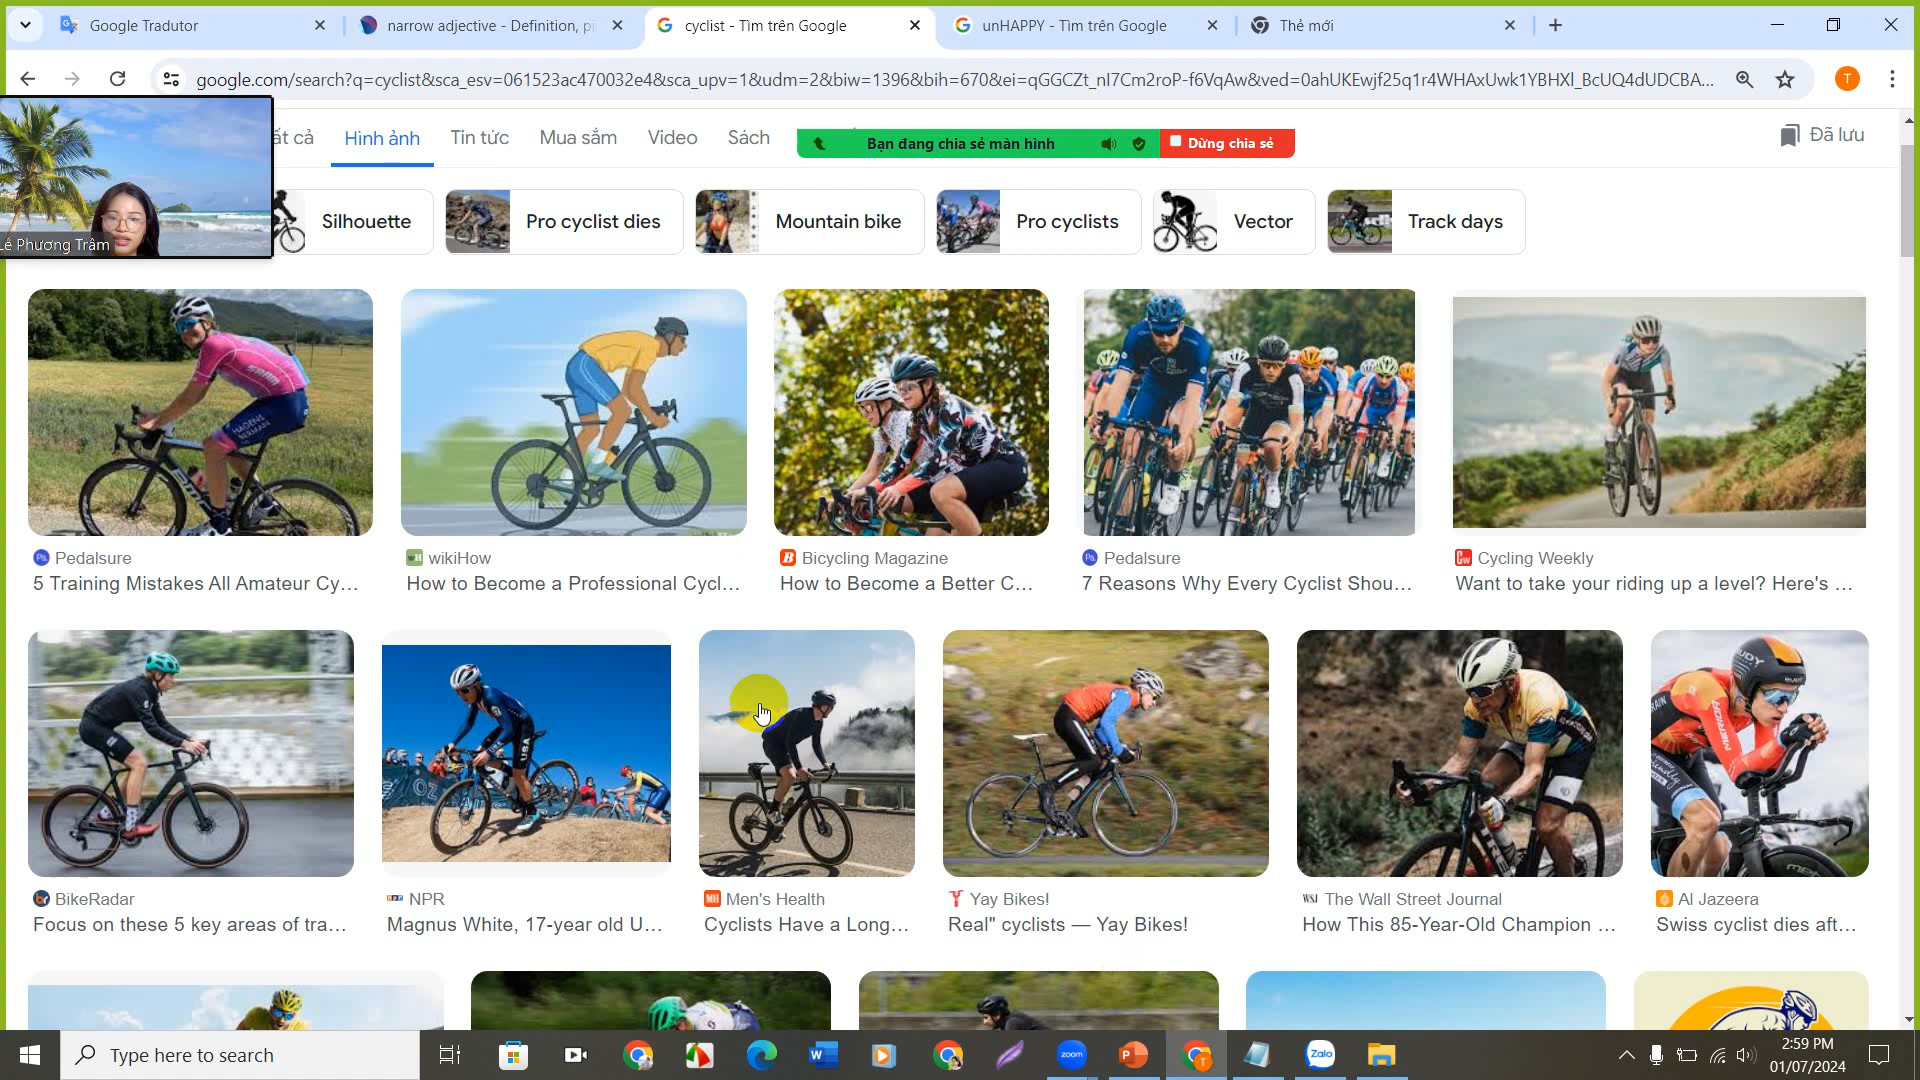 Google Tradutor
narrow adjective - Definition, pi
cyclist - Tìm trên Google
unHAPPY - Tìm trên Google
Thẻ mới
google.com/search?q=cyclist&sca_esv=061523ac470032e4&sca_upv=1&udm=2&biw=1396&bih=670&ei=qGGCZt_nI7Cm2roP-f6VqAw&ved=0ahUKEwjf25q1r4WHAxUwk1YBHXl_BcUQ4dUDCBA...
T
ất cả
Hình ảnh
Tin tức
Mua sắm
Video
Sách
Bạn đang chia sẻ màn hình
Dừng chia sẻ
Đã lưu
Lê Phương Trâm
Silhouette
Pro cyclist dies
Mountain bike
Pro cyclists
Vector
Track days
SRAM
HAGENS
BERMAN
Pedalsure
wikiHow
Bicycling Magazine
Pedalsure
Cycling Weekly
5 Training Mistakes All Amateur Cy...
How to Become a Professional Cycl...
How to Become a Better C...
7 Reasons Why Every Cyclist Shou...
Want to take your riding up a level? Here's ...
USA
MERIDA
BikeRadar
NPR
Men's Health
Yay Bikes!
The Wall Street Journal
Al Jazeera
Focus on these 5 key areas of tra...
Magnus White, 17-year old U...
Cyclists Have a Long...
Real" cyclists — Yay Bikes!
How This 85-Year-Old Champion ...
Swiss cyclist dies aft...
Type here to search
zoom
Zalo
2:59 PM
01/07/2024